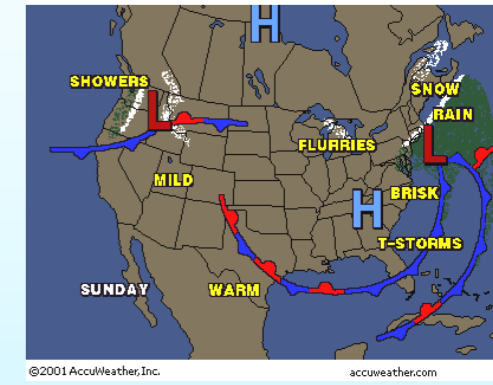 H
SHOWERS
SNOW
L
RAIN
FLURRIES
L
MILD
BRISK
H
T-STORMS
SUNDAY
WARM
©2001 AccuWeather, Inc.
accuweather.com